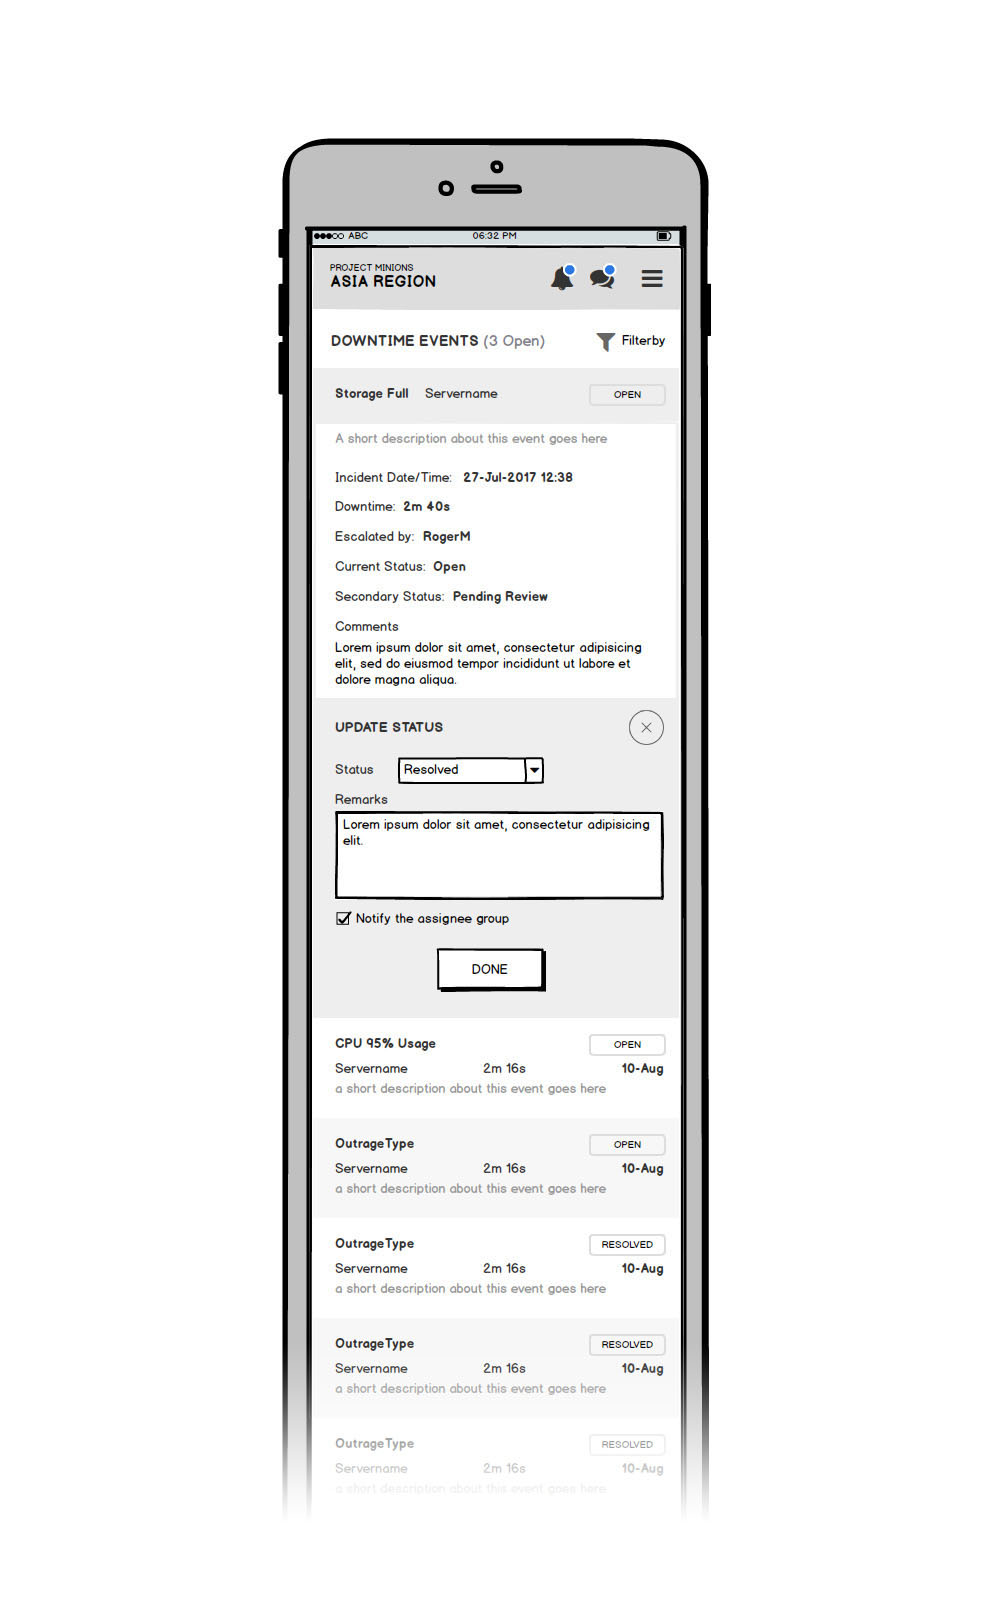 ABC 06:32 PM
PROJECT MINIONS
ASIA REGION
DOWNTIME EVENTS (3 Open) Filterby
Storage Full Servername OPEN
A short description about this event goes here
Incident Date/Time: 27-Jul-2017 12:38
Downtime: 2m 40s
Escalated by: RogerM
Current Status: Open
Secondary Status: Pending Review
Comments
Lorem ipsum dolor sit amet, consectetur adipisicing
elit, sed do eiusmod tempor incididunt ut labore et
dolore magna aliqua.
UPDATE STATUS
Status Resolved
Remarks
Lorem ipsum dolor sit amet, consectetur adipisicing
elit.
Notify the assignee group
DONE
CPU 95% Usage OPEN
Servername 2m 16s 10-Aug
a short description about this event goes here
OutrageType OPEN
Servername 2m 16s 10-Aug
a short description about this event goes here
OutrageType RESOLVED
Servername 2m 16s 10-Aug
a short description about this event goes here
OutrageType RESOLVED
Servername 2m 16s 10-Aug
a short description about this event goes here
OutrageType RESOLVED
Servername 2m 16s 10-Aug
a short description about this event goes here